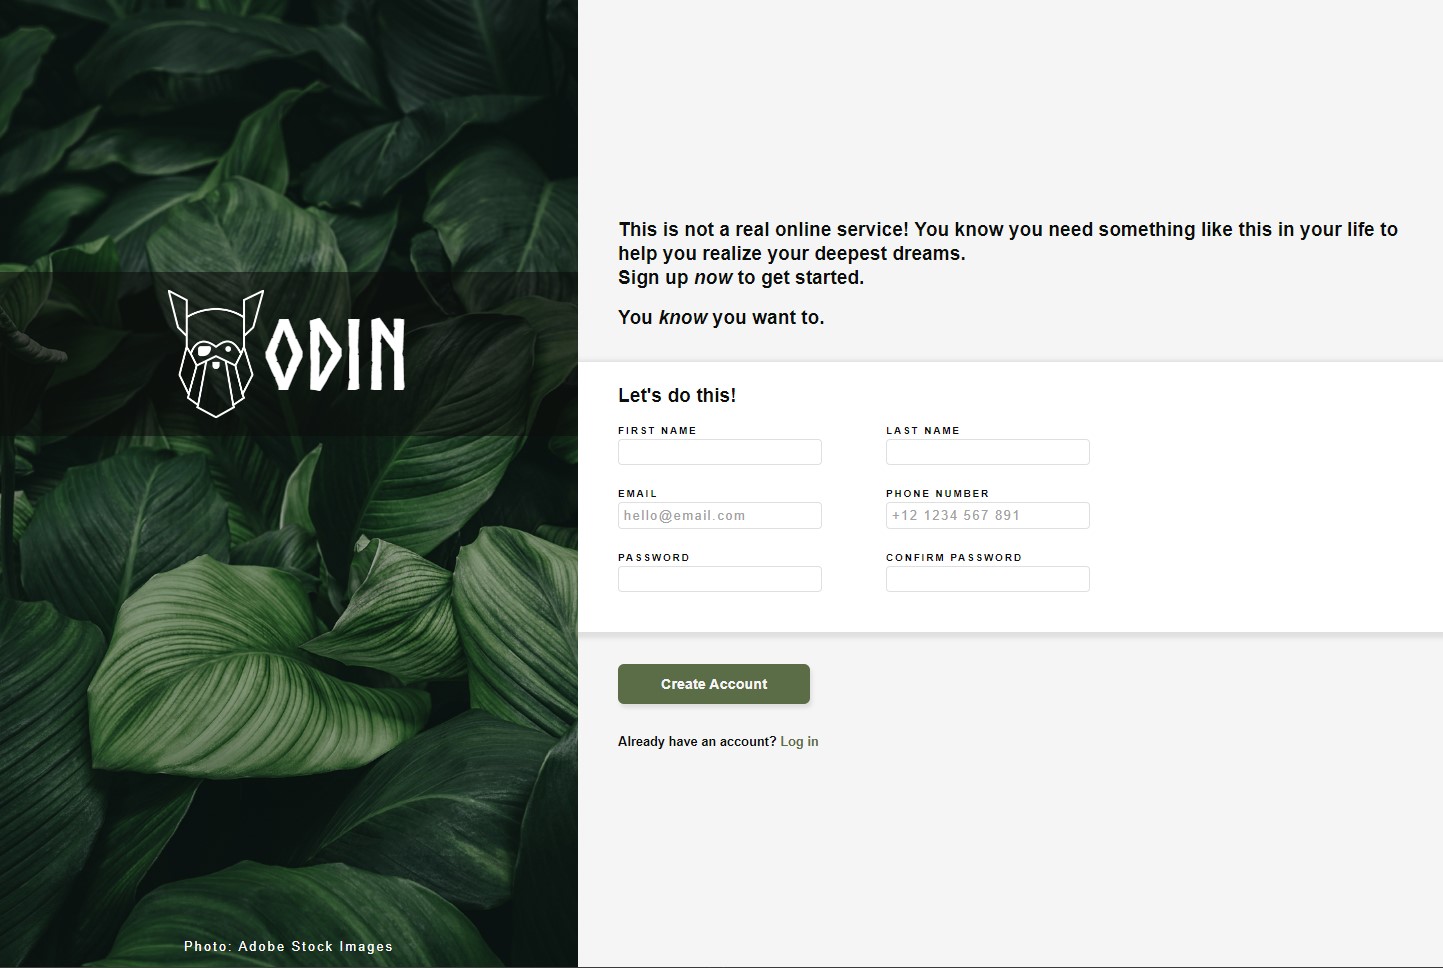 ODIN
Photo: Adobe Stock Images
This is not a real online service! You know you need something like this in your life to
help you realize your deepest dreams.
Sign up now to get started.
You know you want to.
Let's do this!
FIRST NAME
LAST NAME
EMAIL
PHONE NUMBER
hello@email.com
+12 1234 567 891
PASSWORD
CONFIRM PASSWORD
Create Account
Already have an account? Log in